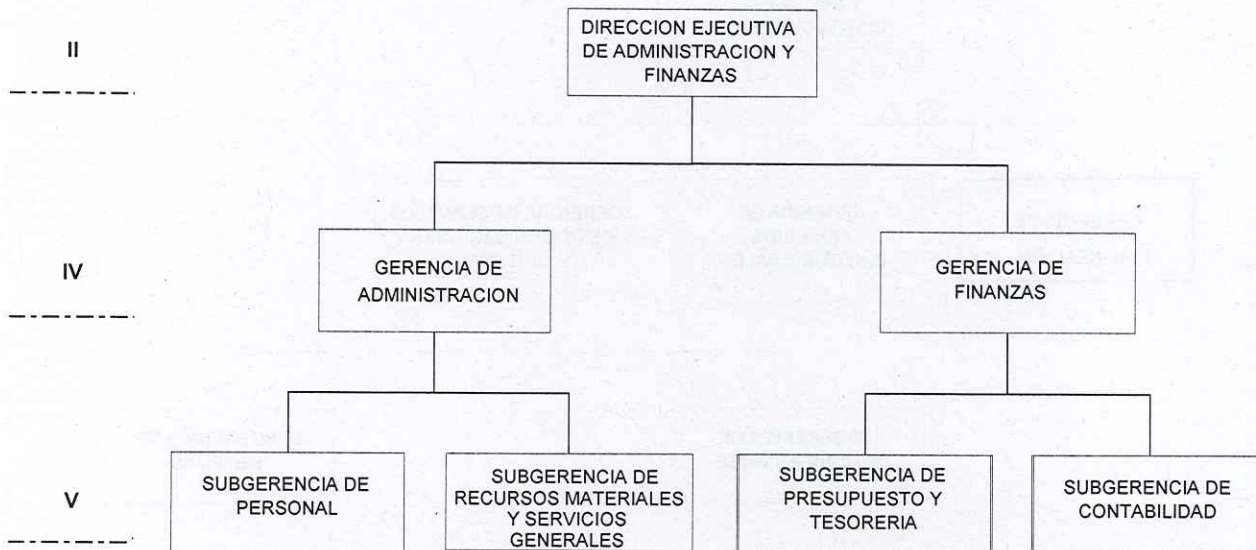 II
DIRECCION EJECUTIVA
DE ADMINISTRACION Y
FINANZAS
IV
GERENCIA DE
ADMINISTRACION
GERENCIA DE
FINANZAS
V
SUBGERENCIA DE
PERSONAL
SUBGERENCIA DE
RECURSOS MATERIALES
Y SERVICIOS
GENERALES
SUBGERENCIA DE
PRESUPUESTO Y
TESORERIA
SUBGERENCIA DE
CONTABILIDAD